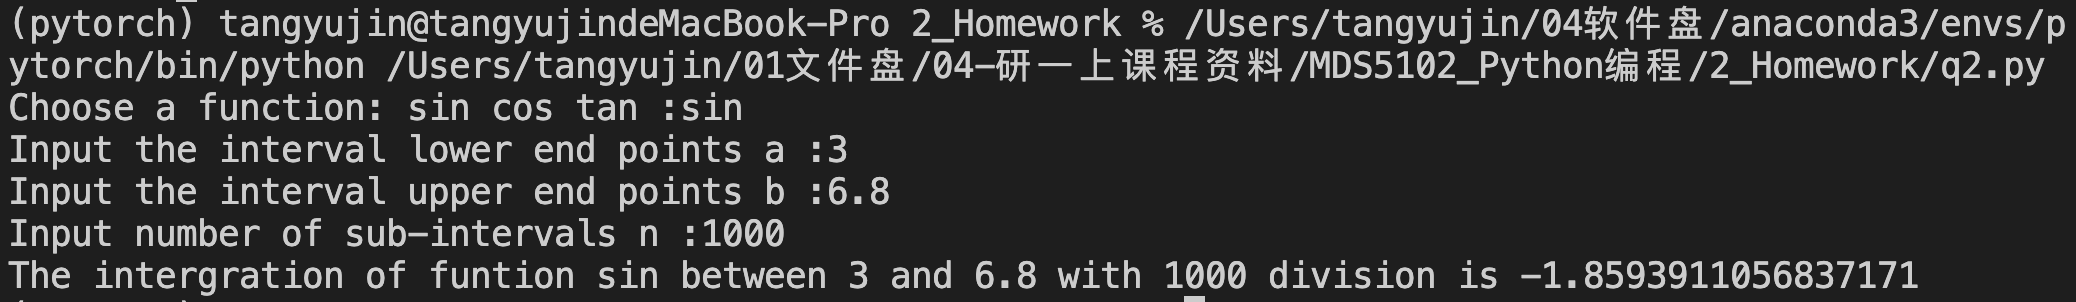 (pytorch) tangyujin@tangyujindeMacBook-Pro 2_Homework % /Users/tangyujin/04软件盘/anaconda3/envs/p
ytorch/bin/python /Users/tangyujin/01文件盘/04-研一上课程资料/MDS5102_Python编程/2_Homework/q2.py
Choose a function: sin cos tan :sin
Input the interval lower end points a :3
Input the interval upper end points b :6.8
Input number of sub-intervals n :1000
The intergration of funtion sin between 3 and 6.8 with 1000 division is -1.8593911056837171